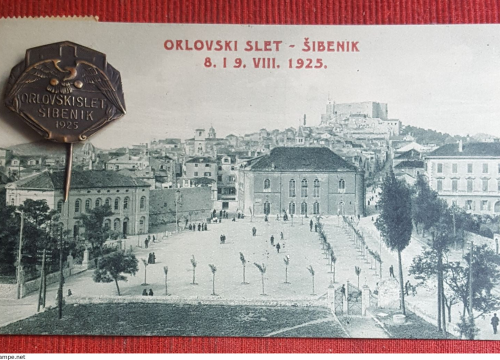 ORLOVSKI SLET - ŠIBENIK
8. I 9. VIII. 1925.
ORLOVSKI SLET
ŠIBENIK
1925